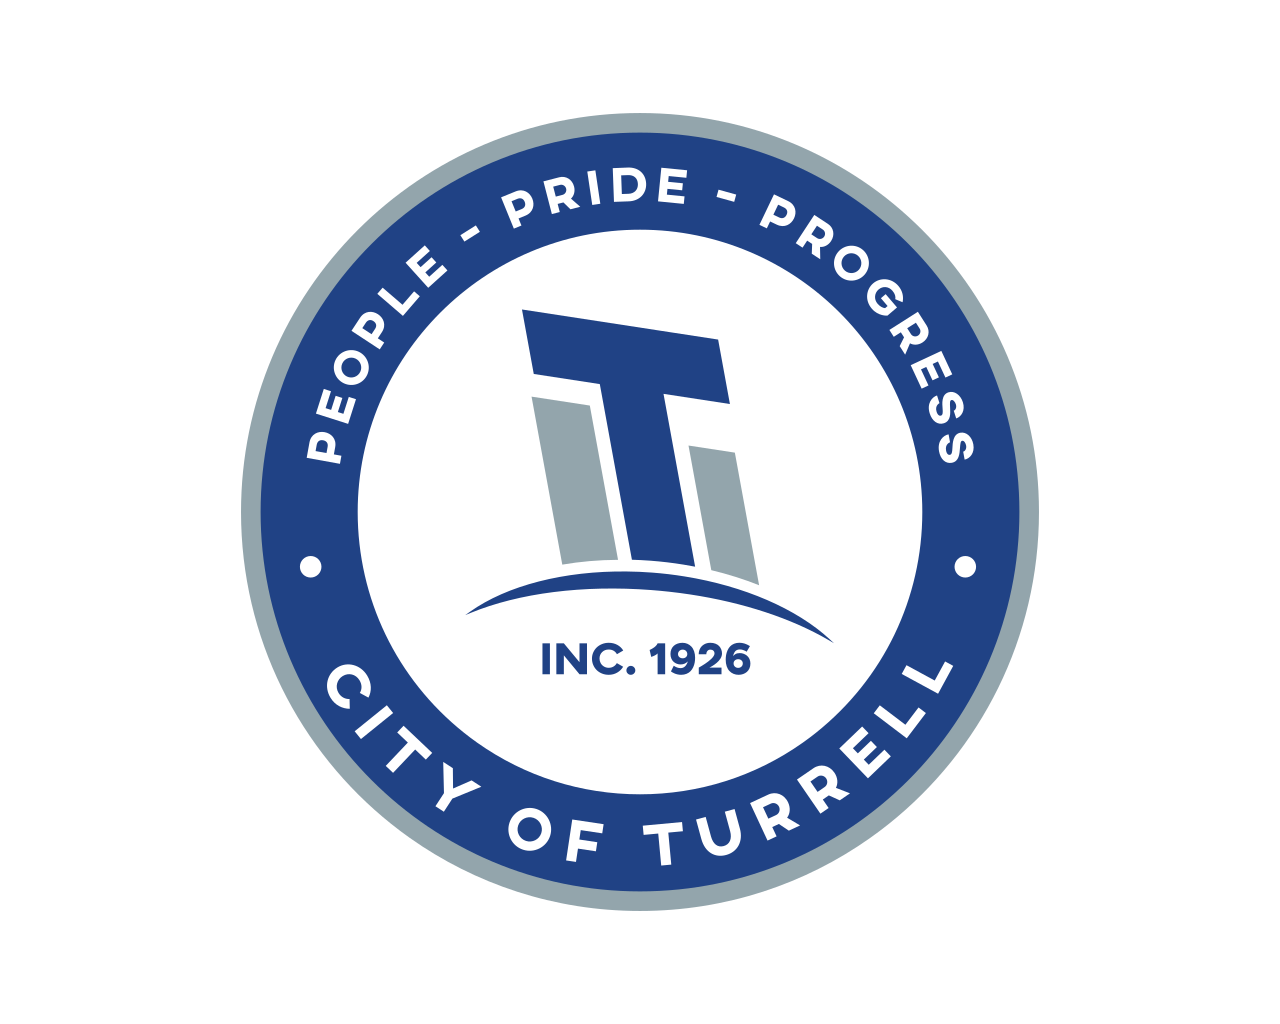 PEOPLE - PRIDE - PROGRESS
T
INC. 1926
CITY OF TURRELL